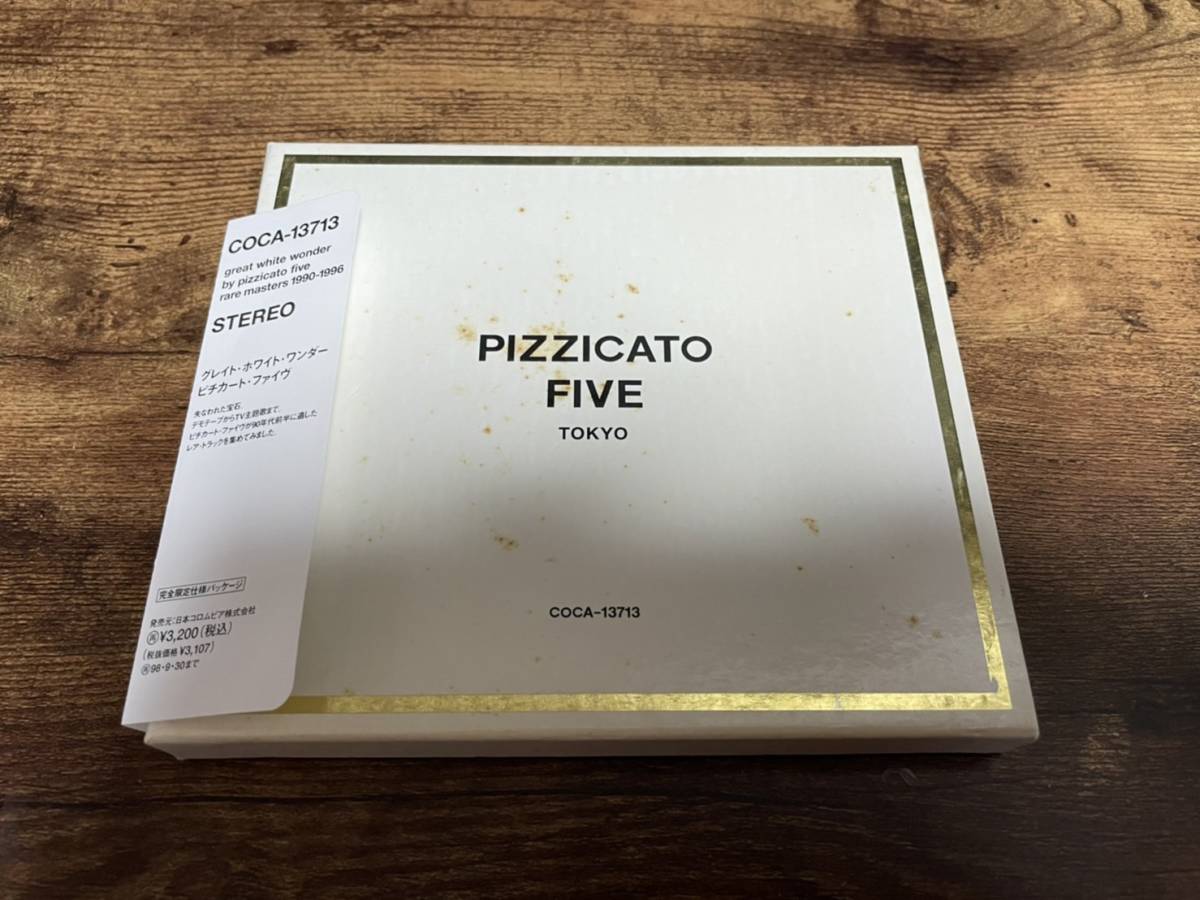 COCA-13713
great white wonder
by pizzicato five
rare masters 1990-1996
STEREO
グレイト・ホワイト・ワンダー
ピチカート・ファイヴ
失なわれた宝石。
デモテープからTV主題歌まで、
ピチカート・ファイヴが90年代前半に遺した
レア・トラックを集めてみました。
完全限定仕様パッケージ
発売元:日本コロムビア株式会社
再¥3,200(税込)
(税抜価格 ¥3,107)
再98・9・30まで
PIZZICATO
FIVE
TOKYO
COCA-13713